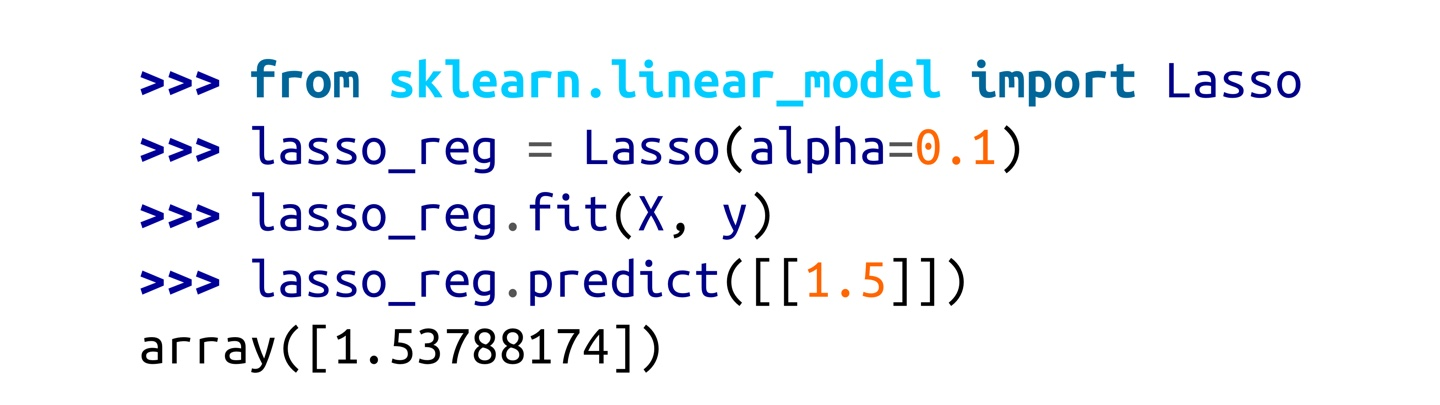 >>> from sklearn.linear_model import Lasso
>>> lasso_reg = Lasso(alpha=0.1)
>>> lasso_reg.fit(X, y)
>>> lasso_reg.predict([[1.5]])
array([1.53788174])